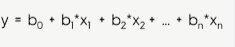 y = b₀ + b₁*x₁ + b₂*x₂ + ... + bₙ*xₙ